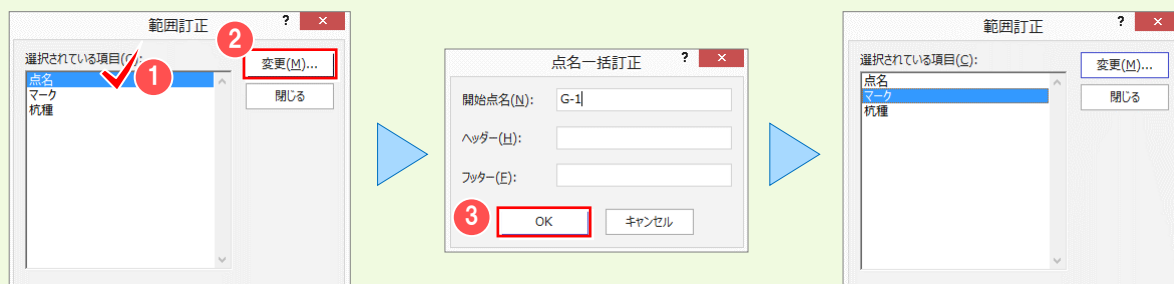 範囲訂正 ? ×
選択されている項目(C):
点名
マーク
杭種
変更(M)...
閉じる
1
2
点名一括訂正 ? ×
開始点名(N): G-1
ヘッダー(H):
フッター(F):
3
OK キャンセル
範囲訂正 ? ×
選択されている項目(C):
点名
マーク
杭種
変更(M)...
閉じる